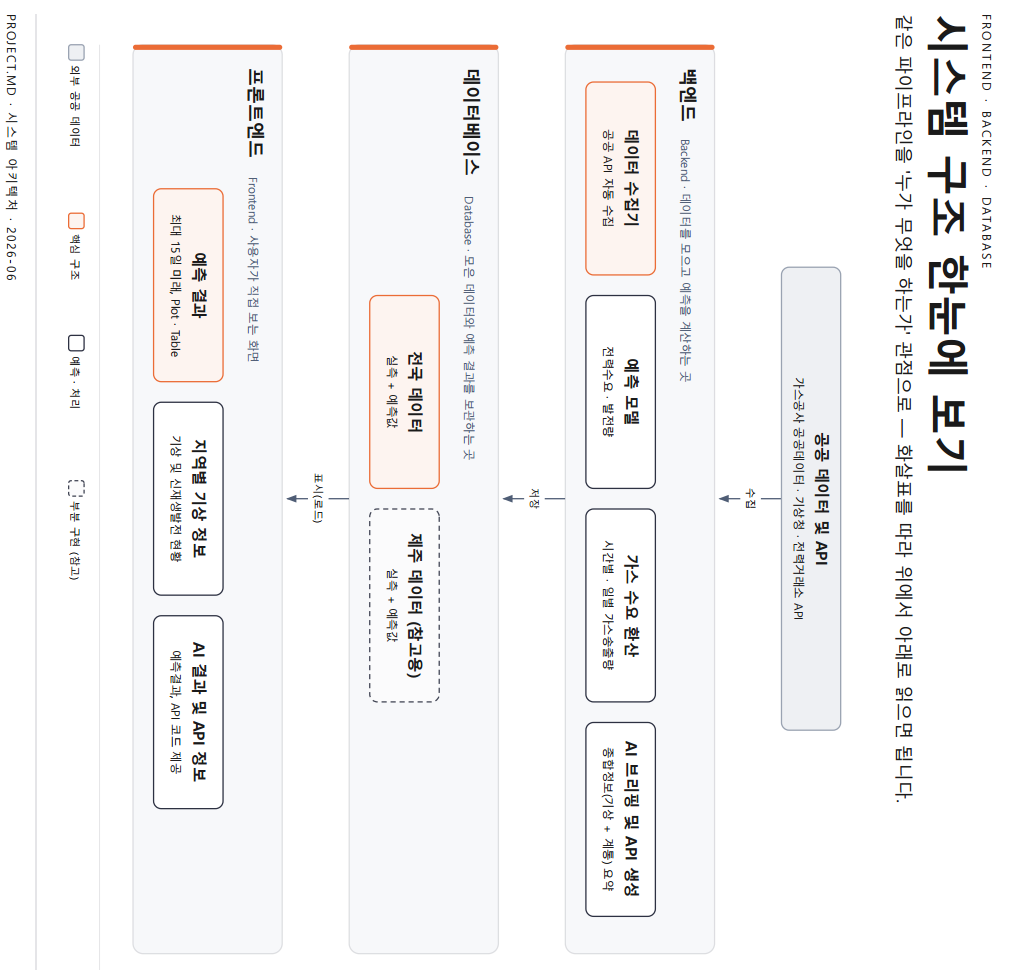 FRONTEND · BACKEND · DATABASE
시스템 구조 한눈에 보기
같은 파이프라인을 '누가 무엇을 하는가' 관점으로 — 화살표를 따라 위에서 아래로 읽으면 됩니다.
공공 데이터 및 API
가스공사 공공데이터 · 기상청 · 전력거래소 API
수집
백엔드 Backend · 데이터를 모으고 예측을 계산하는 곳
데이터 수집기
공공 API 자동 수집
예측 모델
전력수요 · 발전량
가스 수요 환산
시간별 · 일별 가스송출량
AI 브리핑 및 API 생성
종합정보(기상 + 계통) 요약
저장
데이터베이스 Database · 모은 데이터와 예측 결과를 보관하는 곳
전국 데이터
실측 + 예측값
제주 데이터 (참고용)
실측 + 예측값
표시(로드)
프론트엔드 Frontend · 사용자가 직접 보는 화면
예측 결과
최대 15일 미래, Plot · Table
지역별 기상 정보
기상 및 신재생발전 현황
AI 결과 및 API 정보
예측결과, API 코드 제공
외부 공공 데이터
핵심 구조
예측 · 처리
부분 구현 (참고)
PROJECT.MD · 시스템 아키텍처 · 2026-06